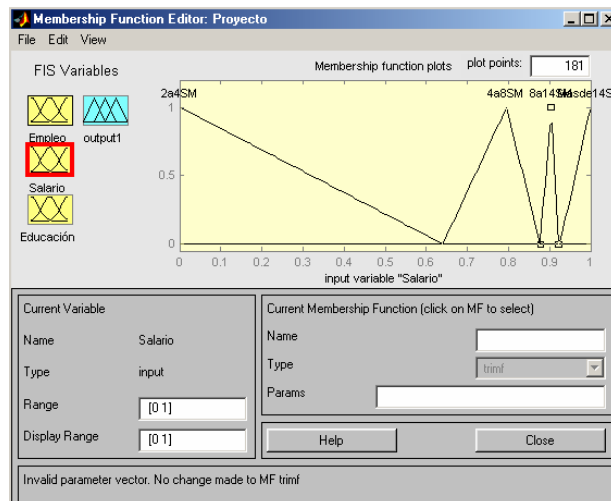 Membership Function Editor: Proyecto
File Edit View
FIS Variables
Membership function plots plot points: 181
2a4SM 4a8SM 8a14SM Masde14S
Empleo output1
Salario
Educación
1
0.5
0
0 0.1 0.2 0.3 0.4 0.5 0.6 0.7 0.8 0.9 1
input variable "Salario"
Current Variable
Name Salario
Type input
Range [0 1]
Display Range [0 1]
Current Membership Function (click on MF to select)
Name
Type trimf
Params
Help Close
Invalid parameter vector. No change made to MF trimf